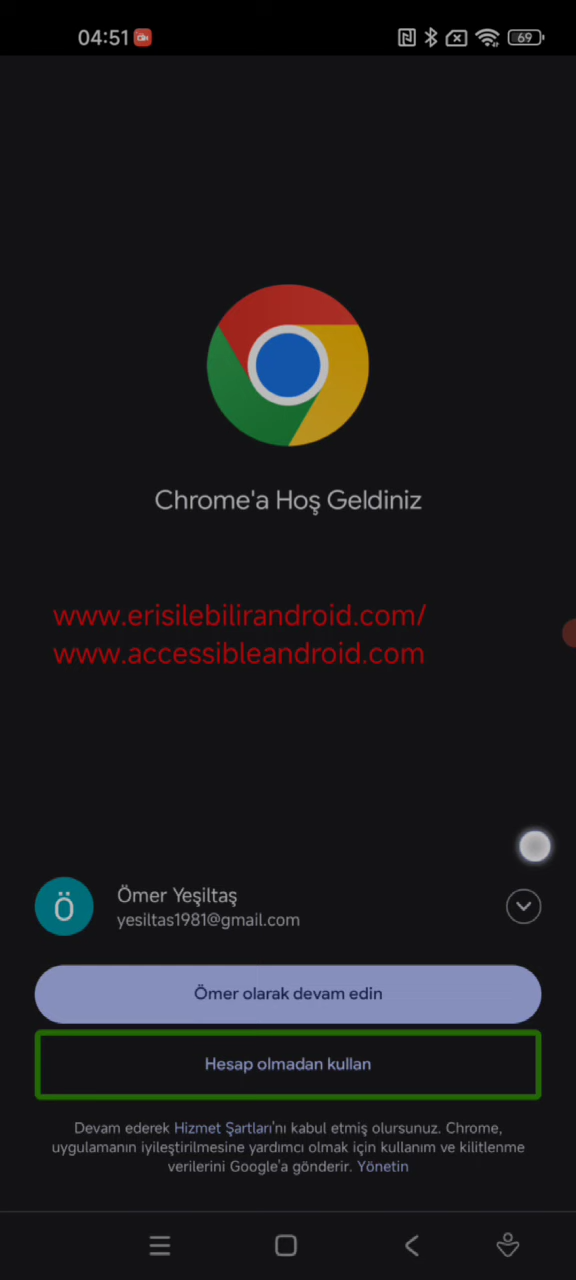 04:51
69
Chrome'a Hoş Geldiniz
www.erisilebilirandroid.com/
www.accessibleandroid.com
Ö
Ömer Yeşiltaş
yesiltas1981@gmail.com
Ömer olarak devam edin
Hesap olmadan kullan
Devam ederek Hizmet Şartları'nı kabul etmiş olursunuz. Chrome,
uygulamanın iyileştirilmesine yardımcı olmak için kullanım ve kilitlenme
verilerini Google'a gönderir. Yönetin